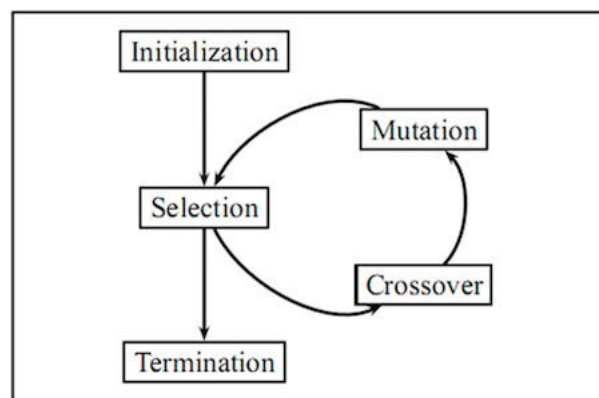 Initialization
Mutation
Selection
Crossover
Termination